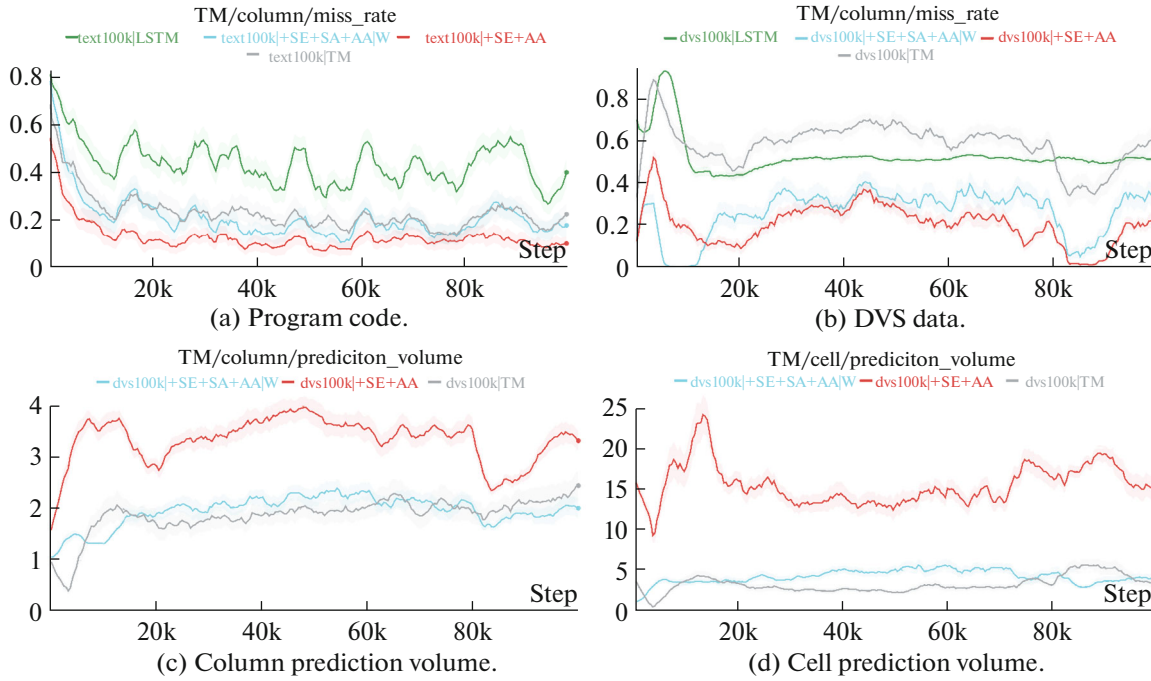 TM/column/miss_rate
text100k|LSTM text100k|+SE+SA+AA|W text100k|+SE+AA
text100k|TM
0.8
0.6
0.4
0.2
0
20k 40k 60k 80k
Step
(a) Program code.
TM/column/miss_rate
dvs100k|LSTM dvs100k|+SE+SA+AA|W dvs100k|+SE+AA
dvs100k|TM
0.8
0.6
0.4
0.2
0
20k 40k 60k 80k
Step
(b) DVS data.
TM/column/prediciton_volume
dvs100k|+SE+SA+AA|W dvs100k|+SE+AA dvs100k|TM
4
3
2
1
0
Step
20k 40k 60k 80k
(c) Column prediction volume.
TM/cell/prediciton_volume
dvs100k|+SE+SA+AA|W dvs100k|+SE+AA dvs100k|TM
25
20
15
10
5
0
Step
20k 40k 60k 80k
(d) Cell prediction volume.